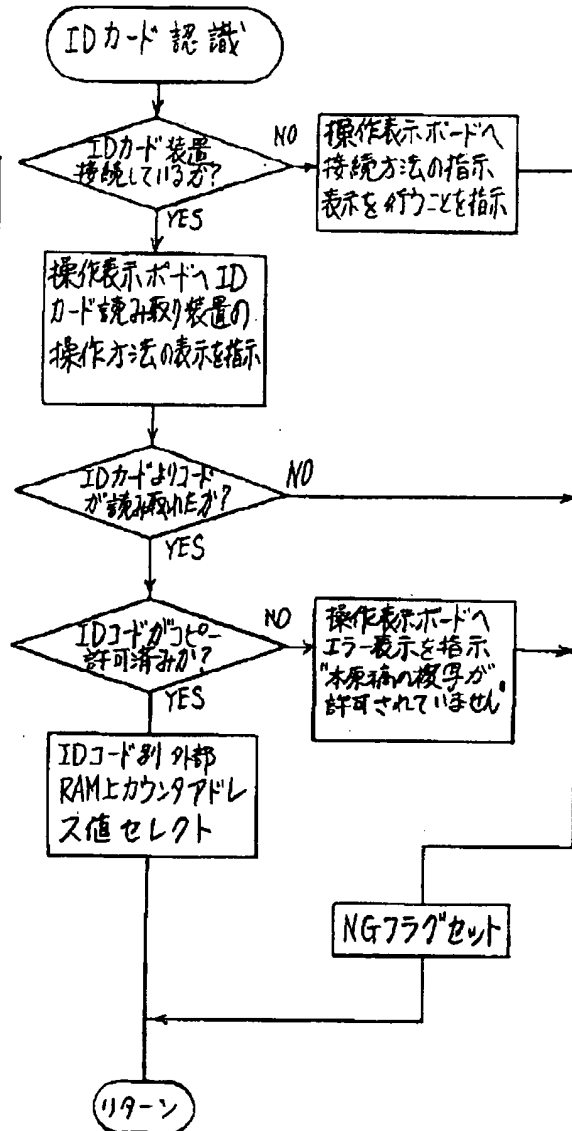 IDカード 認識
IDカード装置
接続しているか?
NO
YES
操作表示ボードへ
接続方法の指示
表示を行うことを指示
操作表示ボードへID
カード読み取り装置の
操作方法の表示を指示
IDカードよりコード
が読み取れたか?
NO
YES
IDコードがコピー
許可済みか?
NO
YES
操作表示ボードへ
エラー表示を指示
"本原稿の複写が
許可されていません"
IDコード別 外部
RAM上カウンタアドレ
ス値セレクト
NGフラグセット
リターン